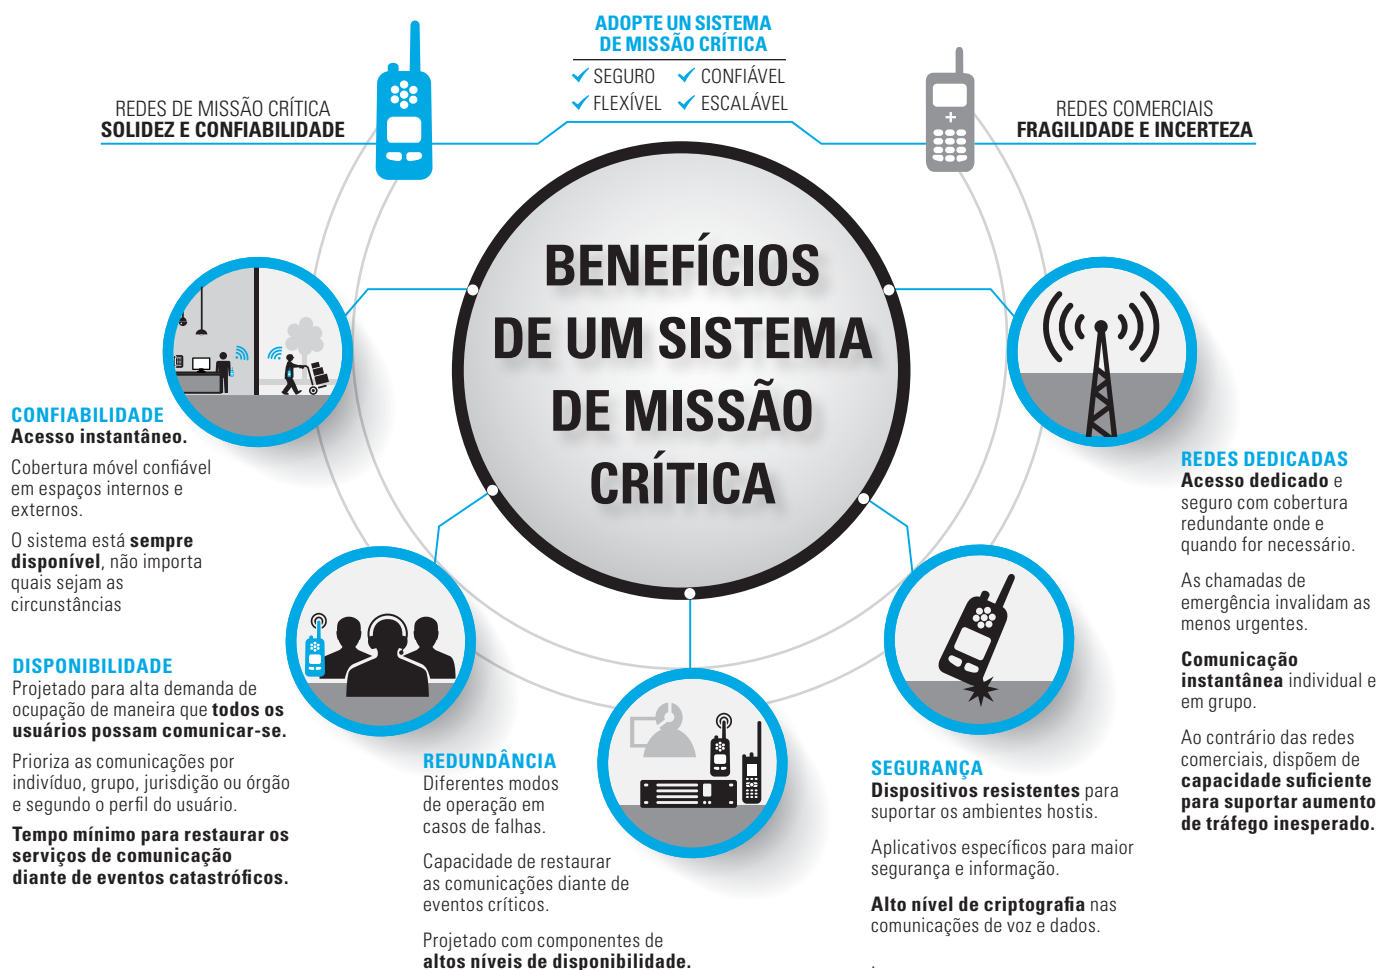 ADOPTE UN SISTEMA
DE MISSÃO CRÍTICA
SEGURO
CONFIÁVEL
FLEXÍVEL
ESCALÁVEL
REDES DE MISSÃO CRÍTICA
SOLIDEZ E CONFIABILIDADE
REDES COMERCIAIS
FRAGILIDADE E INCERTEZA
BENEFÍCIOS
DE UM SISTEMA
DE MISSÃO
CRÍTICA
CONFIABILIDADE
Acesso instantâneo.
Cobertura móvel confiável
em espaços internos e
externos.
O sistema está sempre
disponível, não importa
quais sejam as
circunstâncias
DISPONIBILIDADE
Projetado para alta demanda de
ocupação de maneira que todos os
usuários possam comunicar-se.
Prioriza as comunicações por
indivíduo, grupo, jurisdição ou órgão
e segundo o perfil do usuário.
Tempo mínimo para restaurar os
serviços de comunicação
diante de eventos catastróficos.
REDUNDÂNCIA
Diferentes modos
de operação em
casos de falhas.
Capacidade de restaurar
as comunicações diante de
eventos críticos.
Projetado com componentes de
altos níveis de disponibilidade.
SEGURANÇA
Dispositivos resistentes para
suportar os ambientes hostis.
Aplicativos específicos para maior
segurança e informação.
Alto nível de criptografia nas
comunicações de voz e dados.
.
REDES DEDICADAS
Acesso dedicado e
seguro com cobertura
redundante onde e
quando for necessário.
As chamadas de
emergência invalidam as
menos urgentes.
Comunicação
instantânea individual e
em grupo.
Ao contrário das redes
comerciais, dispõem de
capacidade suficiente
para suportar aumento
de tráfego inesperado.